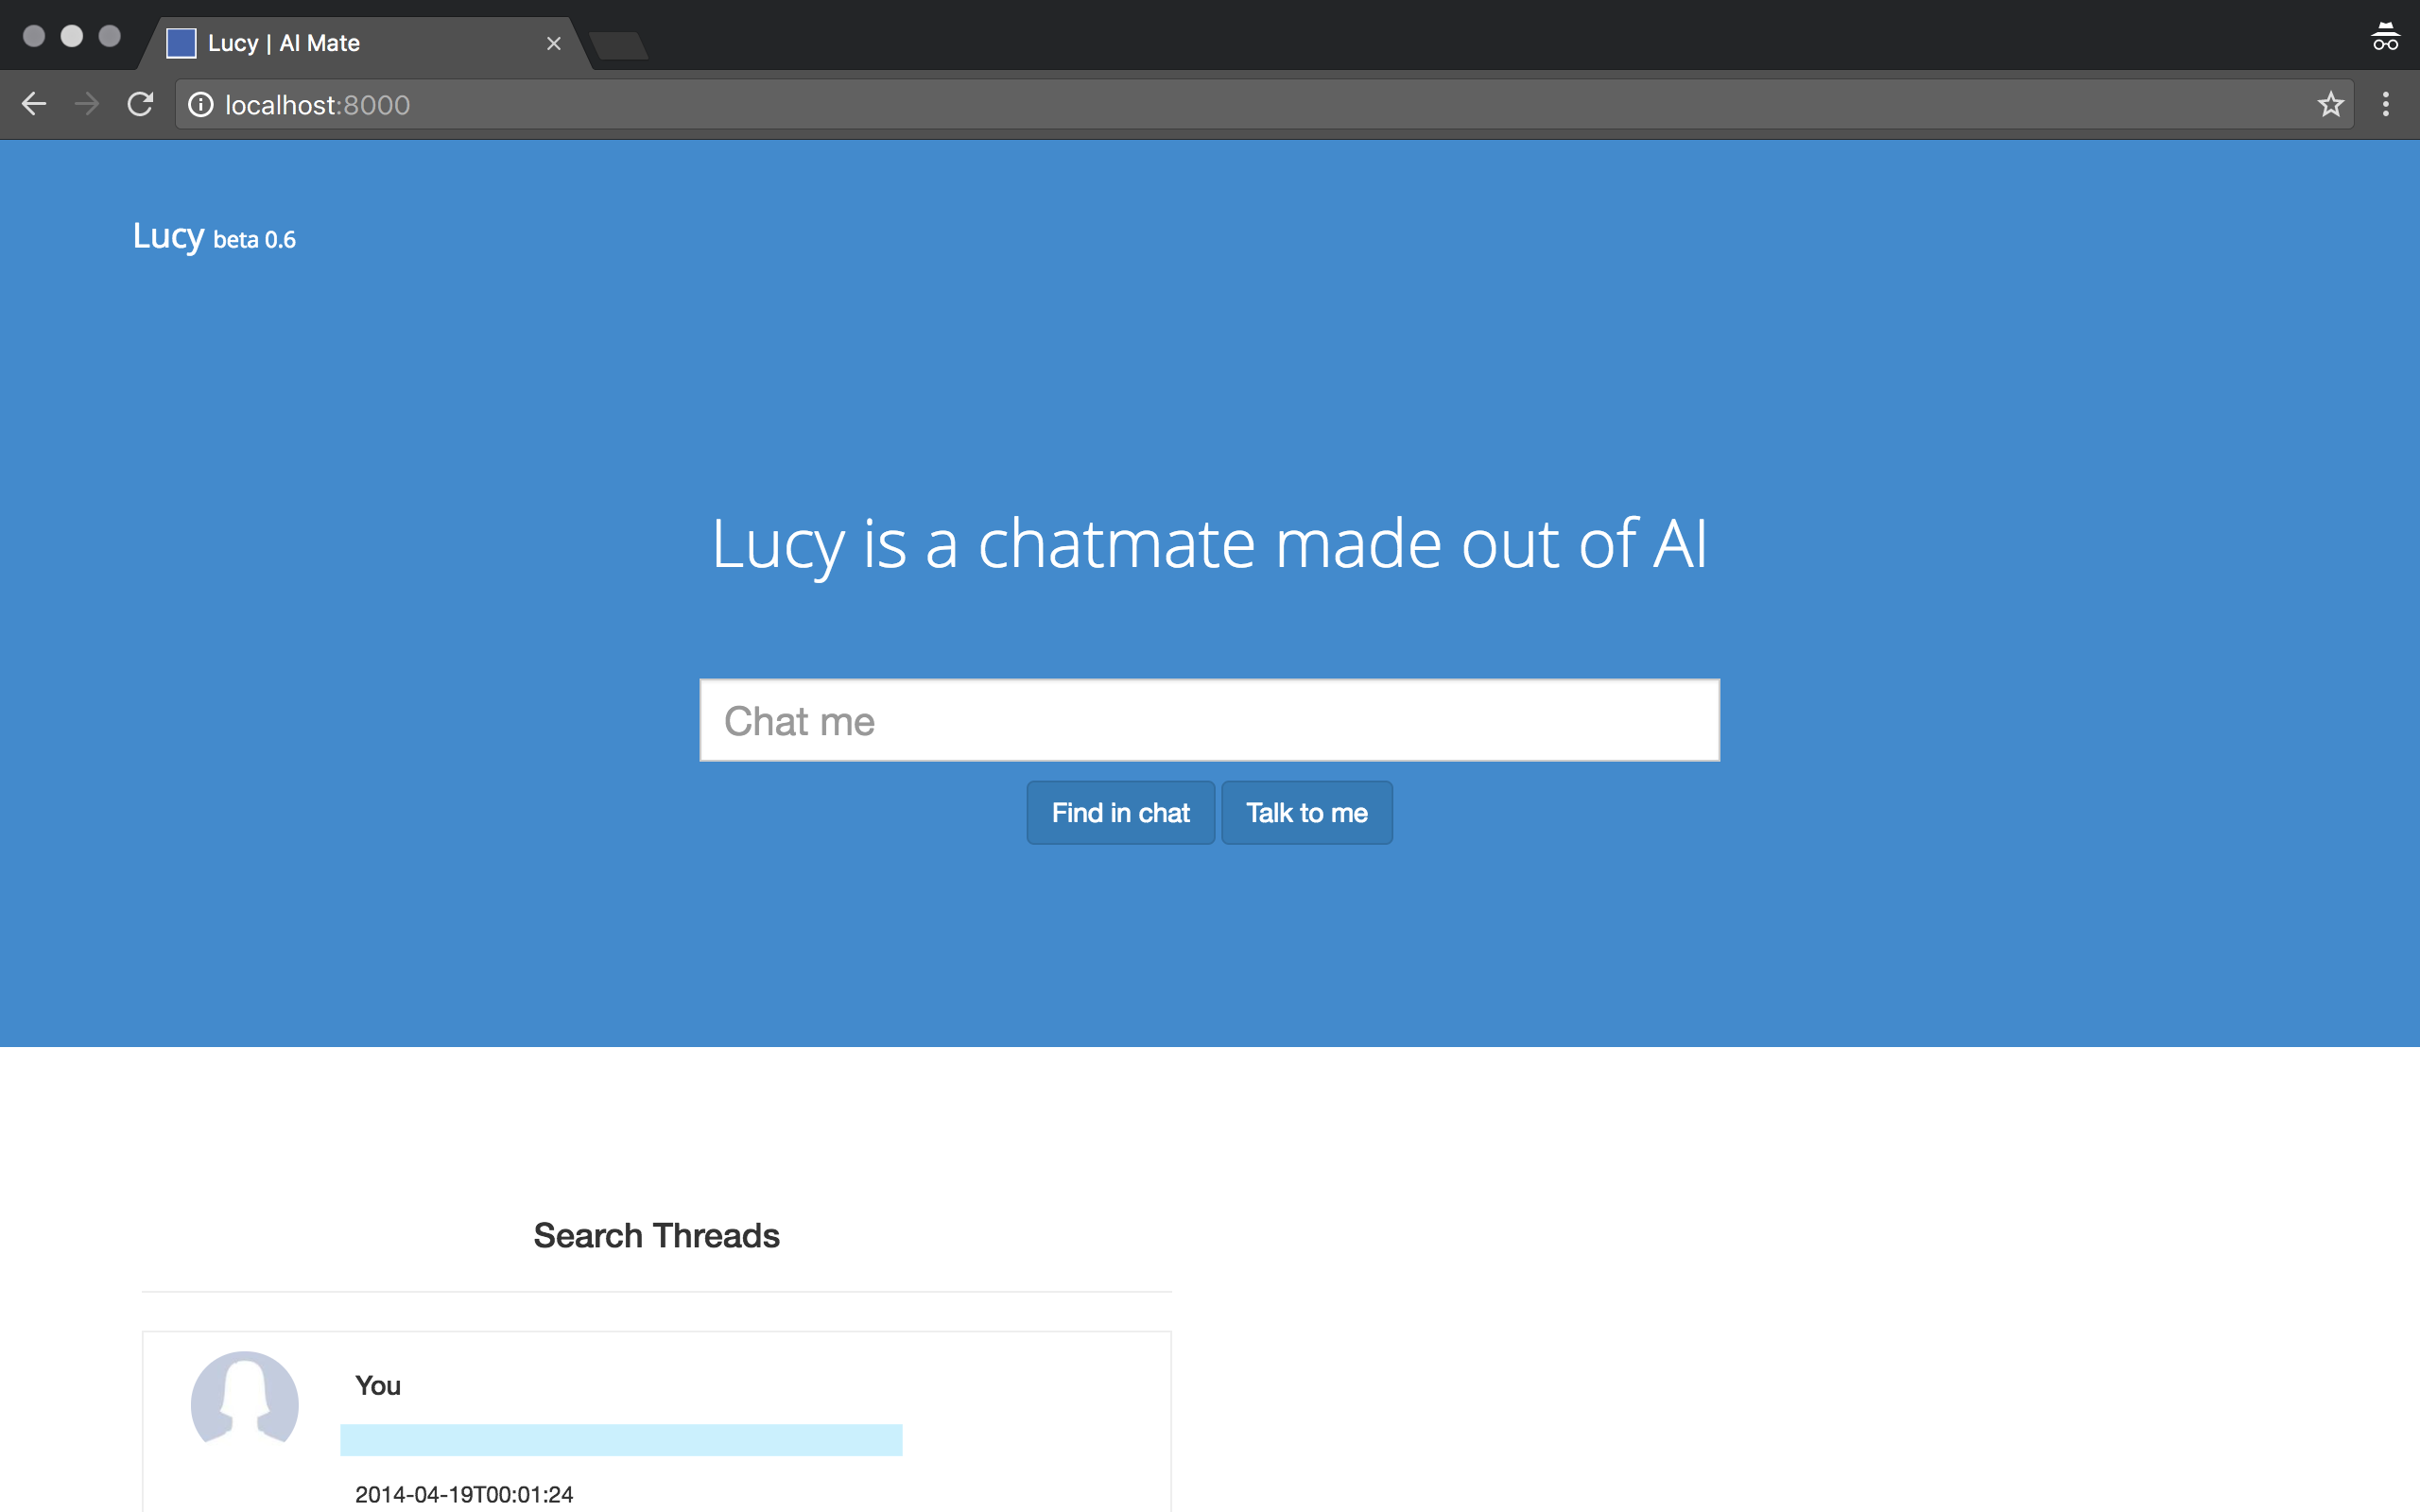 Lucy | AI Mate
localhost:8000
Lucy beta 0.6
Lucy is a chatmate made out of AI
Chat me
Find in chat Talk to me
Search Threads
You
2014-04-19T00:01:24